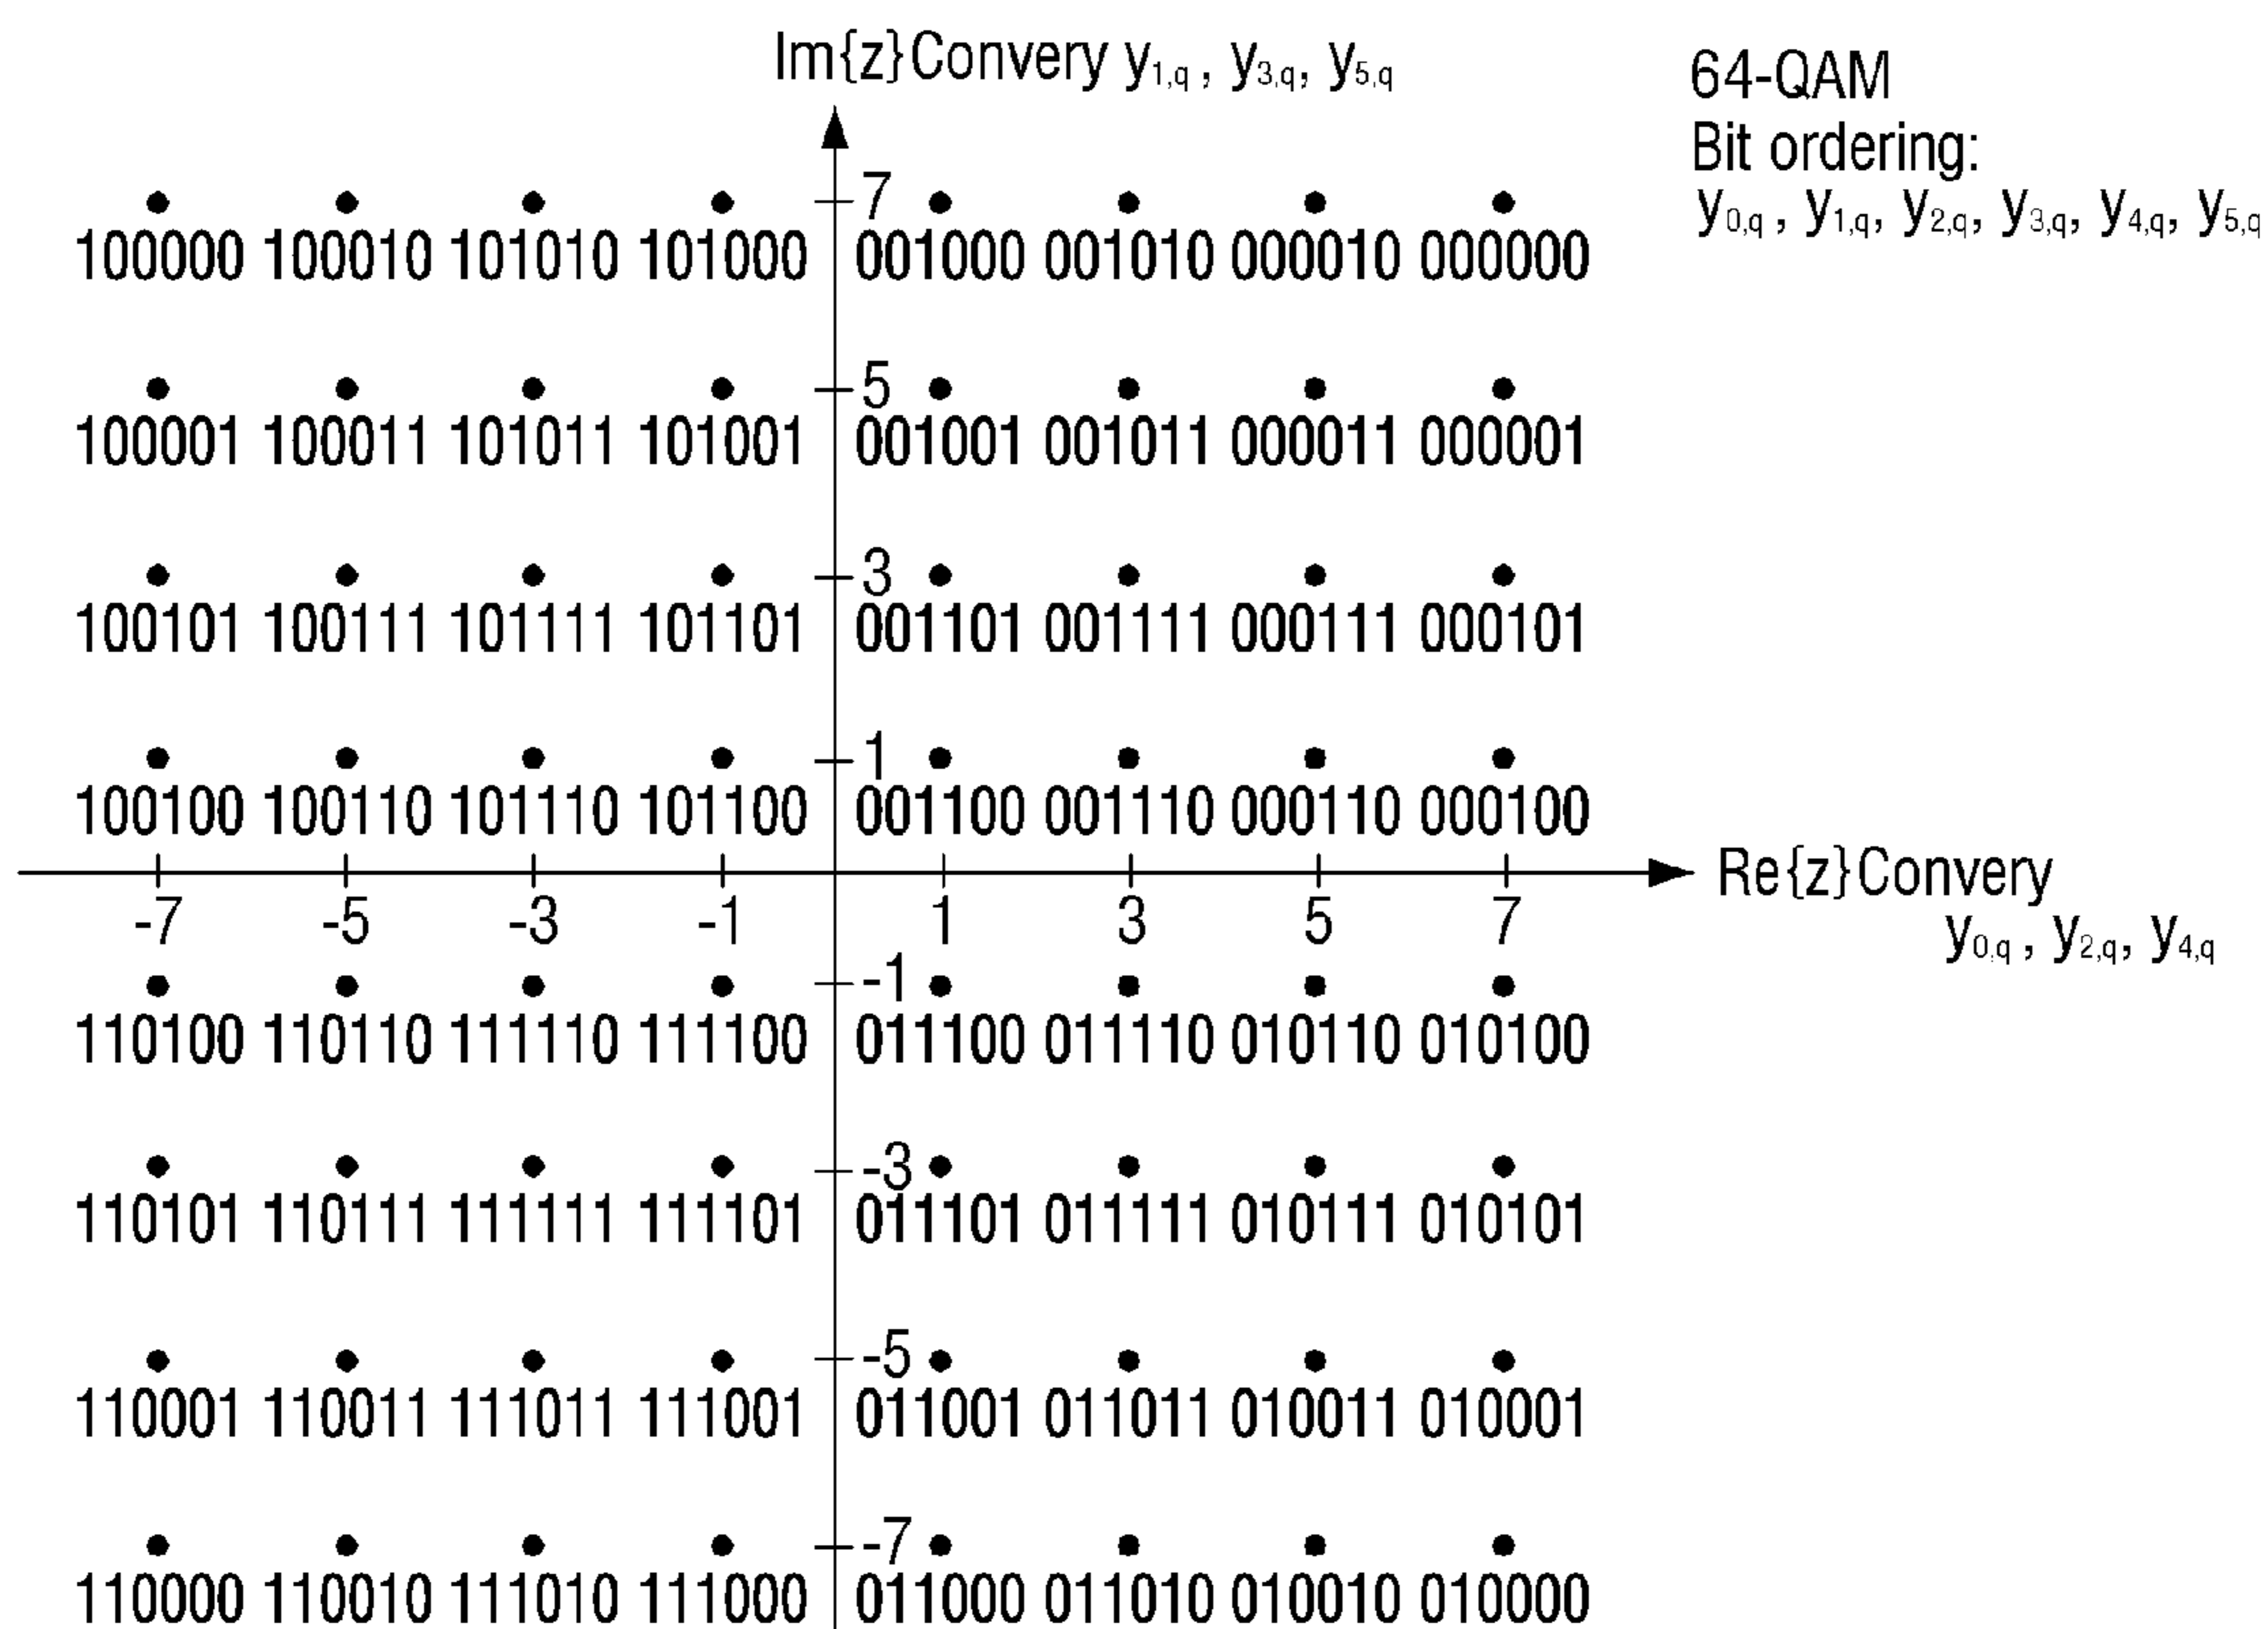 Im{z}Convery y1,q , y3,q, y5,q
64-QAM
Bit ordering:
y0,q , y1,q, y2,q, y3,q, y4,q, y5,q
7
100000 100010 101010 101000 001000 001010 000010 000000
5
100001 100011 101011 101001 001001 001011 000011 000001
3
100101 100111 101111 101101 001101 001111 000111 000101
1
100100 100110 101110 101100 001100 001110 000110 000100
Re{z}Convery
y0,q , y2,q, y4,q
-7 -5 -3 -1 1 3 5 7
-1
110100 110110 111110 111100 011100 011110 010110 010100
-3
110101 110111 111111 111101 011101 011111 010111 010101
-5
110001 110011 111011 111001 011001 011011 010011 010001
-7
110000 110010 111010 111000 011000 011010 010010 010000